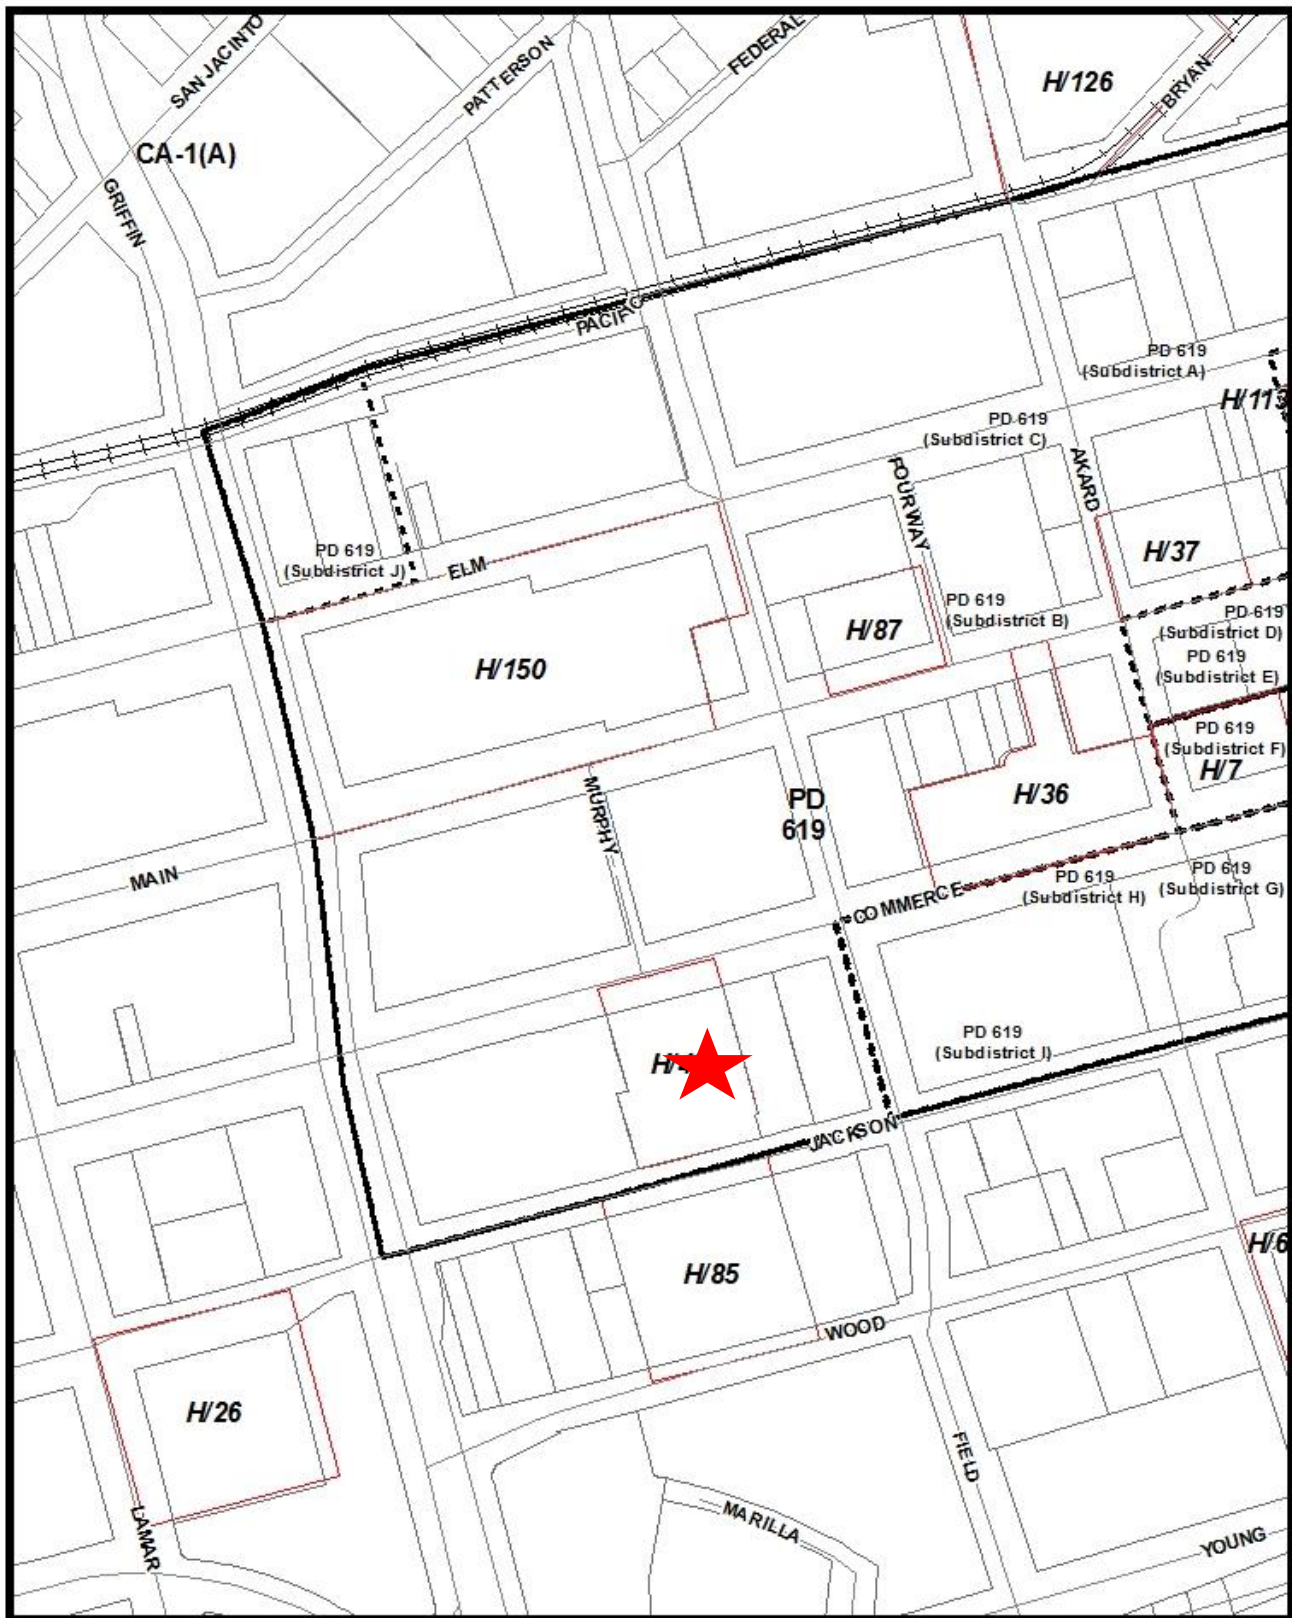 SAN JACINTO
PATTERSON
FEDERAL
H/126
BRYAN
CA-1(A)
GRIFFIN
PACIFIC
PD 619
(Subdistrict A)
H/113
PD 619
(Subdistrict C)
FOURWAY
AKARD
PD 619
(Subdistrict J)
ELM
H/37
PD 619
(Subdistrict B)
PD 619
(Subdistrict D)
H/87
PD 619
(Subdistrict E)
H/150
PD 619
(Subdistrict F)
H/7
MURPHY
PD
619
H/36
MAIN
COMMERCE
PD 619
(Subdistrict H)
PD 619
(Subdistrict G)
PD 619
(Subdistrict I)
JACKSON
H/85
WOOD
H/26
FIELD
LAMAR
MARILLA
YOUNG